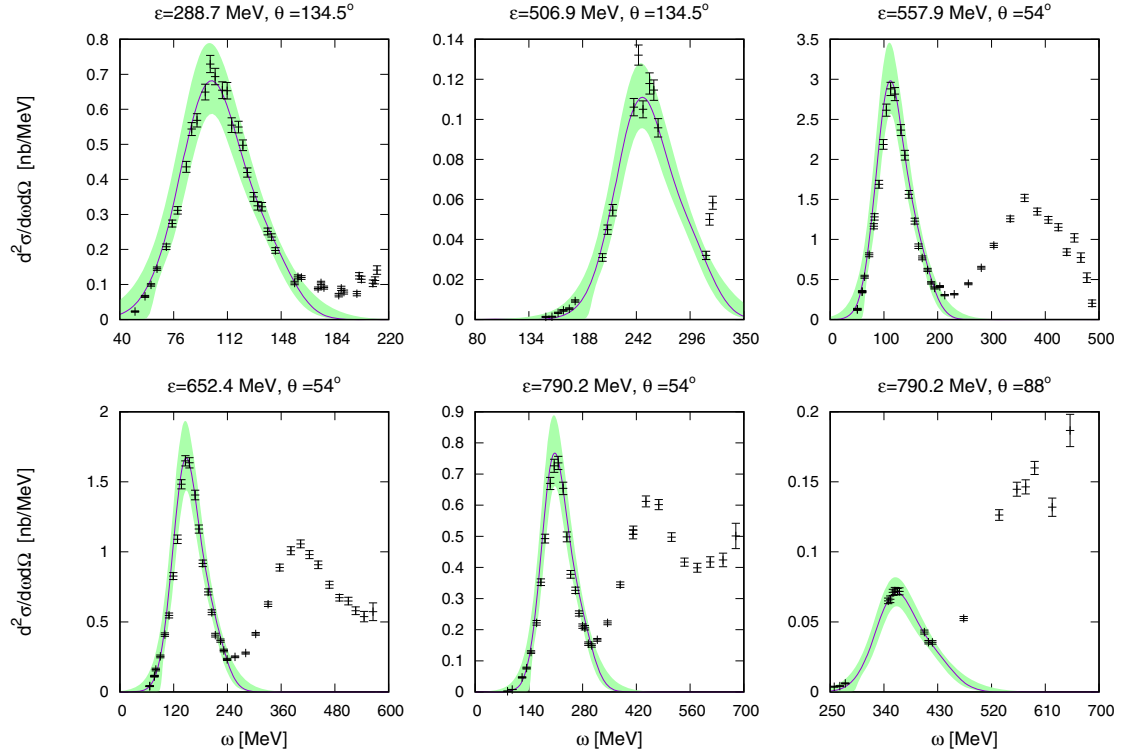 ε=288.7 MeV, θ =134.5°
ε=506.9 MeV, θ =134.5°
ε=557.9 MeV, θ =54°
d²σ/dωdΩ [nb/MeV]
0.8
0.7
0.6
0.5
0.4
0.3
0.2
0.1
0
40 76 112 148 184 220
0.14
0.12
0.1
0.08
0.06
0.04
0.02
0
80 134 188 242 296 350
3.5
3
2.5
2
1.5
1
0.5
0
0 100 200 300 400 500
ε=652.4 MeV, θ =54°
ε=790.2 MeV, θ =54°
ε=790.2 MeV, θ =88°
d²σ/dωdΩ [nb/MeV]
2
1.5
1
0.5
0
0 120 240 360 480 600
ω [MeV]
0.9
0.8
0.7
0.6
0.5
0.4
0.3
0.2
0.1
0
0 140 280 420 560 700
ω [MeV]
0.2
0.15
0.1
0.05
0
250 340 430 520 610 700
ω [MeV]